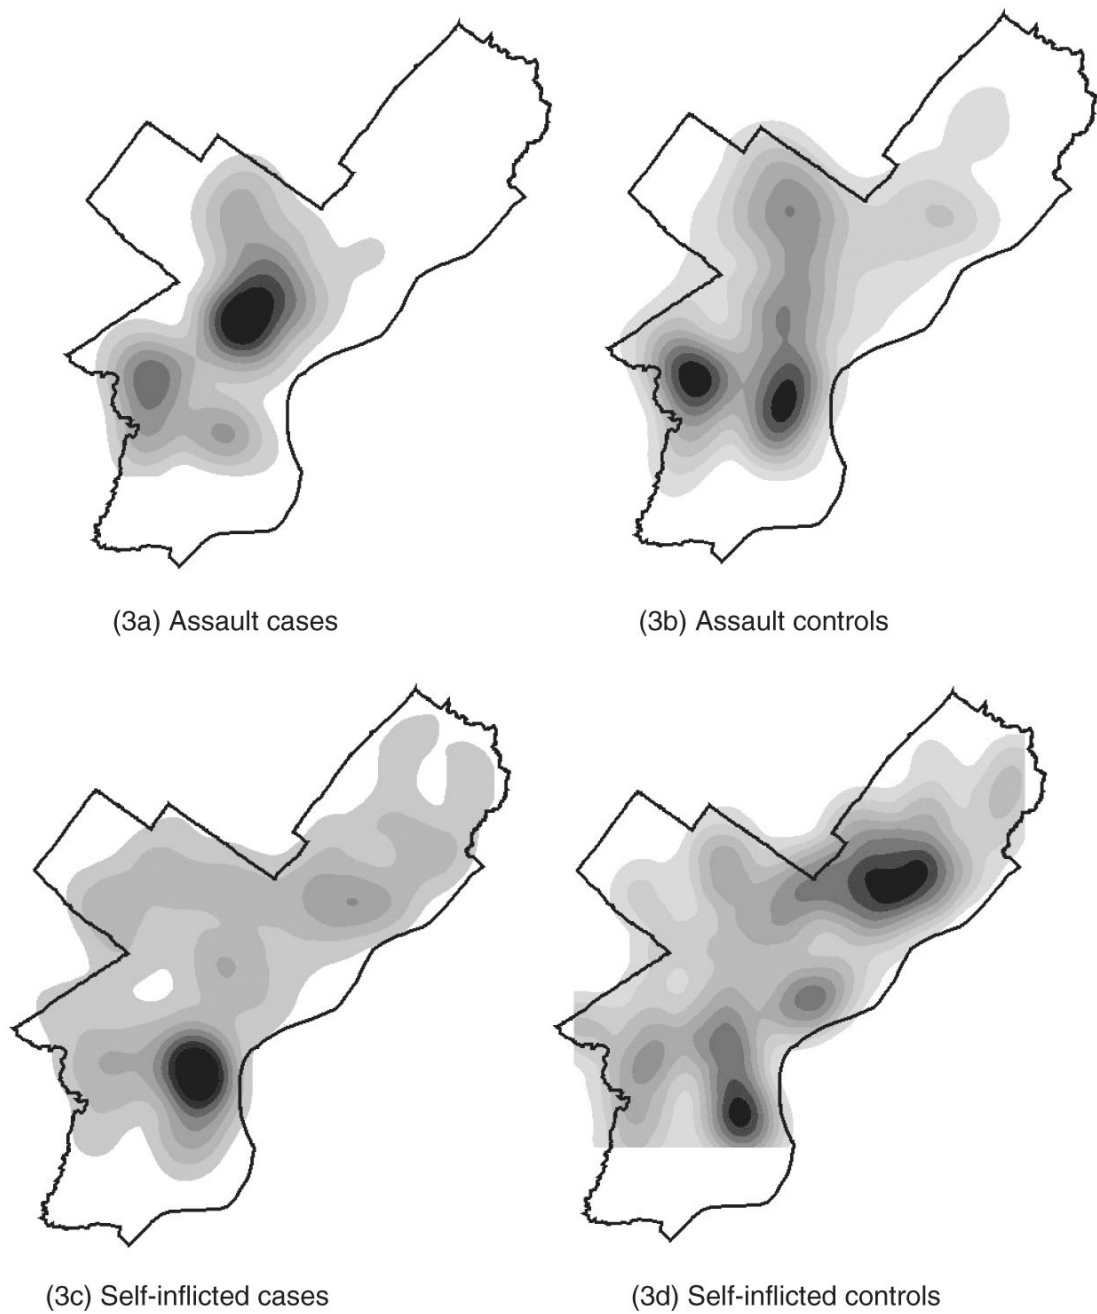 (3a) Assault cases
(3b) Assault controls
(3c) Self-inflicted cases
(3d) Self-inflicted controls